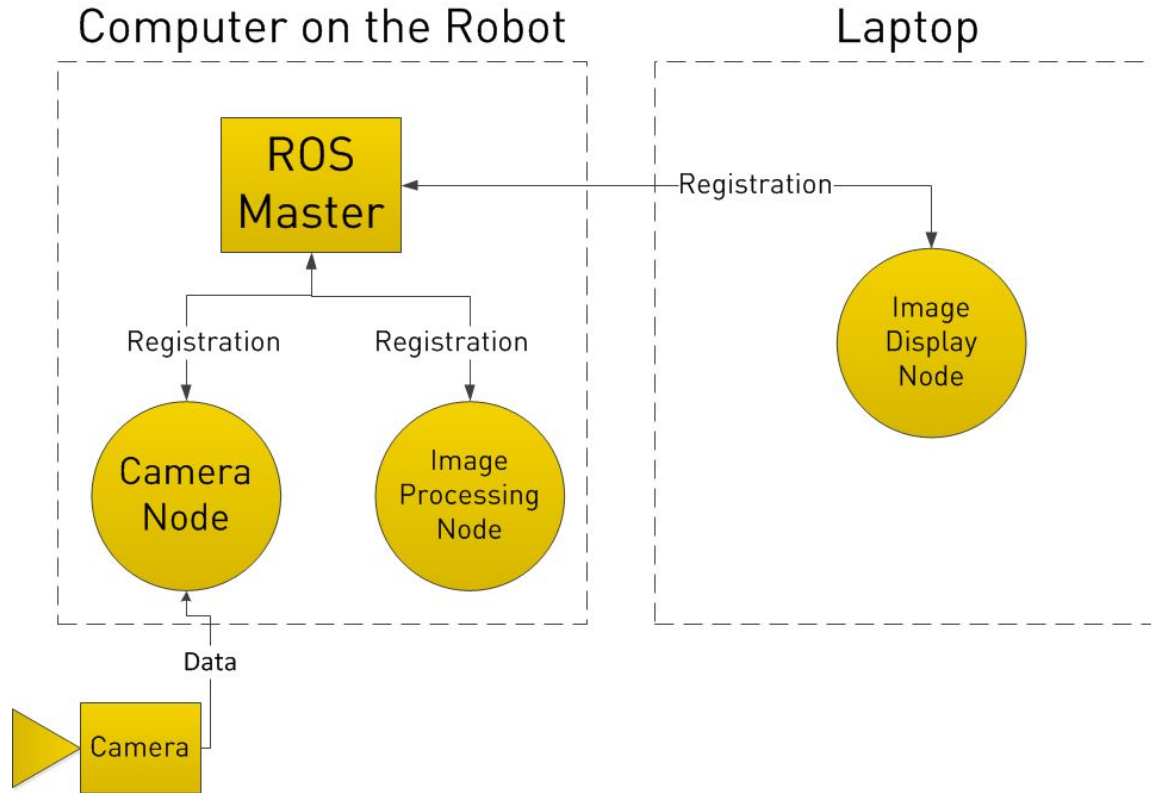 Computer on the Robot
Laptop
ROS
Master
Registration
Image
Display
Node
Registration
Registration
Camera
Node
Image
Processing
Node
Data
Camera